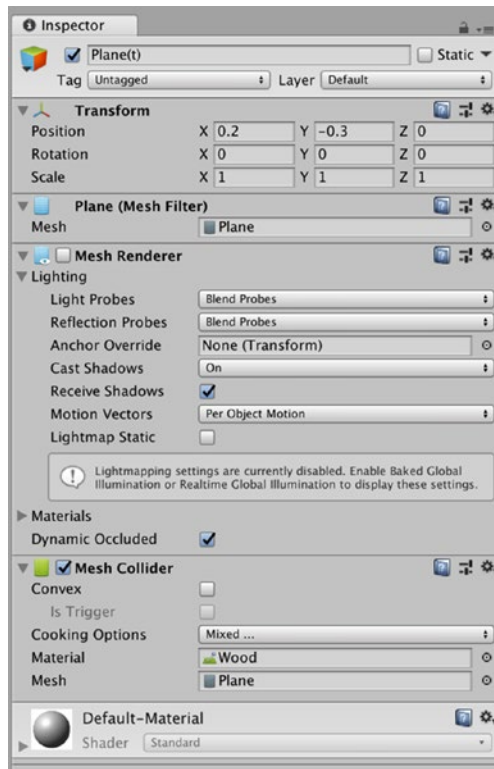 Inspector
Plane(t) Static
Tag Untagged Layer Default
Transform
Position X 0.2 Y -0.3 Z 0
Rotation X 0 Y 0 Z 0
Scale X 1 Y 1 Z 1
Plane (Mesh Filter)
Mesh Plane
Mesh Renderer
Lighting
Light Probes Blend Probes
Reflection Probes Blend Probes
Anchor Override None (Transform)
Cast Shadows On
Receive Shadows
Motion Vectors Per Object Motion
Lightmap Static
Lightmapping settings are currently disabled. Enable Baked Global
Illumination or Realtime Global Illumination to display these settings.
Materials
Dynamic Occluded
Mesh Collider
Convex
Is Trigger
Cooking Options Mixed ...
Material Wood
Mesh Plane
Default-Material
Shader Standard